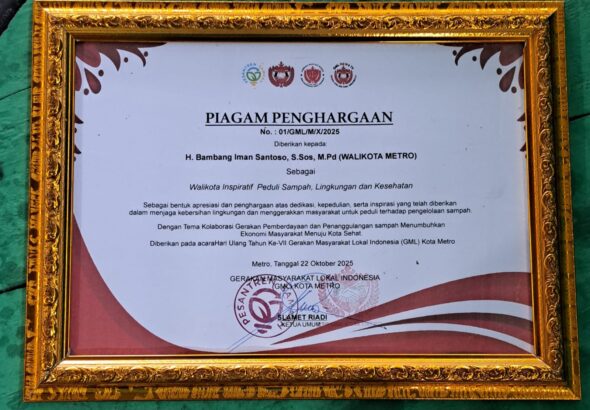 PIAGAM PENGHARGAAN
No. : 01/GML/M/X/2025
Diberikan kepada:
H. Bambang Iman Santoso, S.Sos, M.Pd (WALIKOTA METRO)
Sebagai
Walikota Inspiratif Peduli Sampah, Lingkungan dan Kesehatan
Sebagai bentuk apresiasi dan penghargaan atas dedikasi, kepedulian, serta inspirasi yang telah diberikan
dalam menjaga kebersihan lingkungan dan menggerakkan masyarakat untuk peduli terhadap pengelolaan sampah.
Dengan Tema Kolaborasi Gerakan Pemberdayaan dan Penanggulangan sampah Menumbuhkan
Ekonomi Masyarakat Menuju Kota Sehat
Diberikan pada acaraHari Ulang Tahun Ke-VII Gerakan Masyarakat Lokal Indonesia (GML) Kota Metro
Metro, Tanggal 22 Oktober 2025
GERAKAN MASYARAKAT LOKAL INDONESIA
KOTA METRO
PESANTREN
SLAMET RIADI
KETUA UMUM